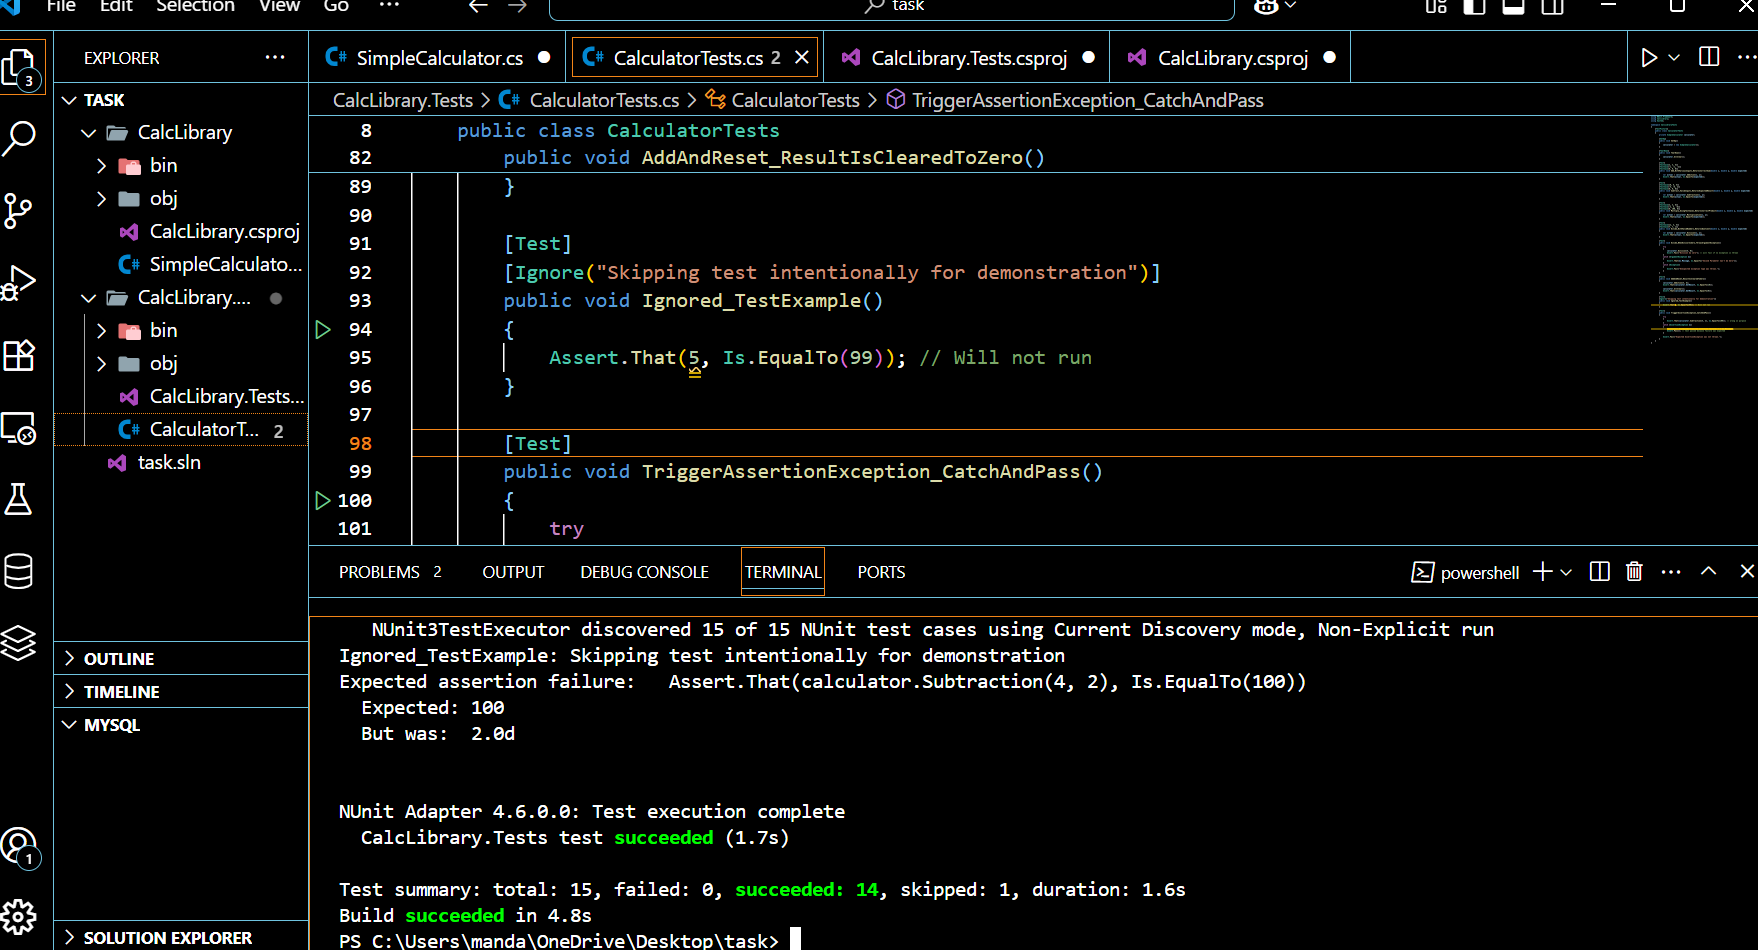 File Edit Selection View Go ··· task
EXPLORER ···
SimpleCalculator.cs
CalculatorTests.cs 2
CalcLibrary.Tests.csproj
CalcLibrary.csproj
CalcLibrary.Tests > CalculatorTests.cs > CalculatorTests > TriggerAssertionException_CatchAndPass
3
TASK
CalcLibrary
bin
obj
CalcLibrary.csproj
SimpleCalculato...
CalcLibrary....
bin
obj
CalcLibrary.Tests...
CalculatorT... 2
task.sln
OUTLINE
TIMELINE
MYSQL
1
SOLUTION EXPLORER
8 public class CalculatorTests
82 public void AddAndReset_ResultIsClearedToZero()
89 }
90
91 [Test]
92 [Ignore("Skipping test intentionally for demonstration")]
93 public void Ignored_TestExample()
94 {
95 Assert.That(5, Is.EqualTo(99)); // Will not run
96 }
97
98 [Test]
99 public void TriggerAssertionException_CatchAndPass()
100 {
101 try
PROBLEMS 2 OUTPUT DEBUG CONSOLE TERMINAL PORTS
powershell
NUnit3TestExecutor discovered 15 of 15 NUnit test cases using Current Discovery mode, Non-Explicit run
Ignored_TestExample: Skipping test intentionally for demonstration
Expected assertion failure:   Assert.That(calculator.Subtraction(4, 2), Is.EqualTo(100))
Expected: 100
But was:  2.0d
NUnit Adapter 4.6.0.0: Test execution complete
CalcLibrary.Tests test succeeded (1.7s)
Test summary: total: 15, failed: 0, succeeded: 14, skipped: 1, duration: 1.6s
Build succeeded in 4.8s
PS C:\Users\manda\OneDrive\Desktop\task>